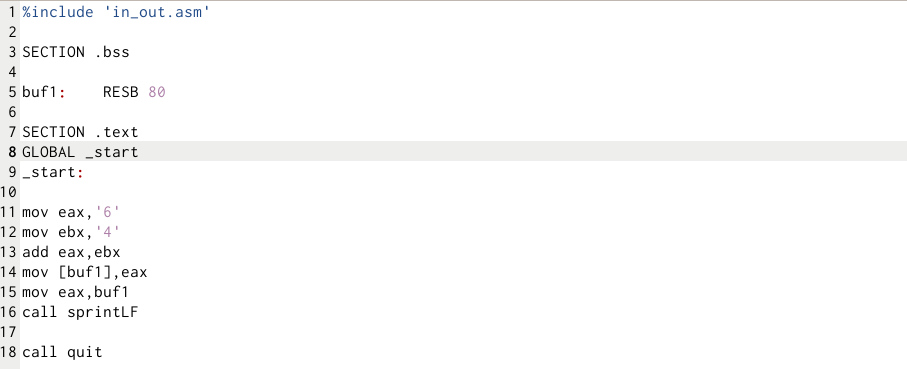 1 %include 'in_out.asm'
2
3 SECTION .bss
4
5 buf1:    RESB 80
6
7 SECTION .text
8 GLOBAL _start
9 _start:
10
11 mov eax,'6'
12 mov ebx,'4'
13 add eax,ebx
14 mov [buf1],eax
15 mov eax,buf1
16 call sprintLF
17
18 call quit